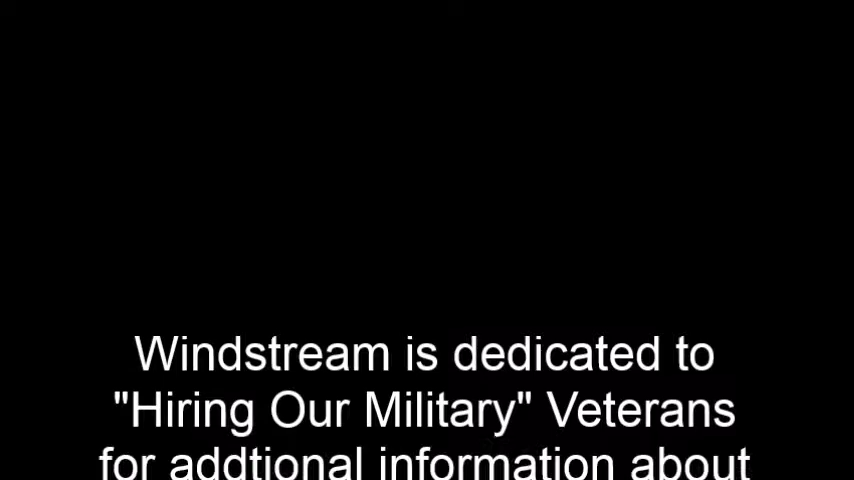 Windstream is dedicated to
"Hiring Our Military" Veterans
for addtional information about